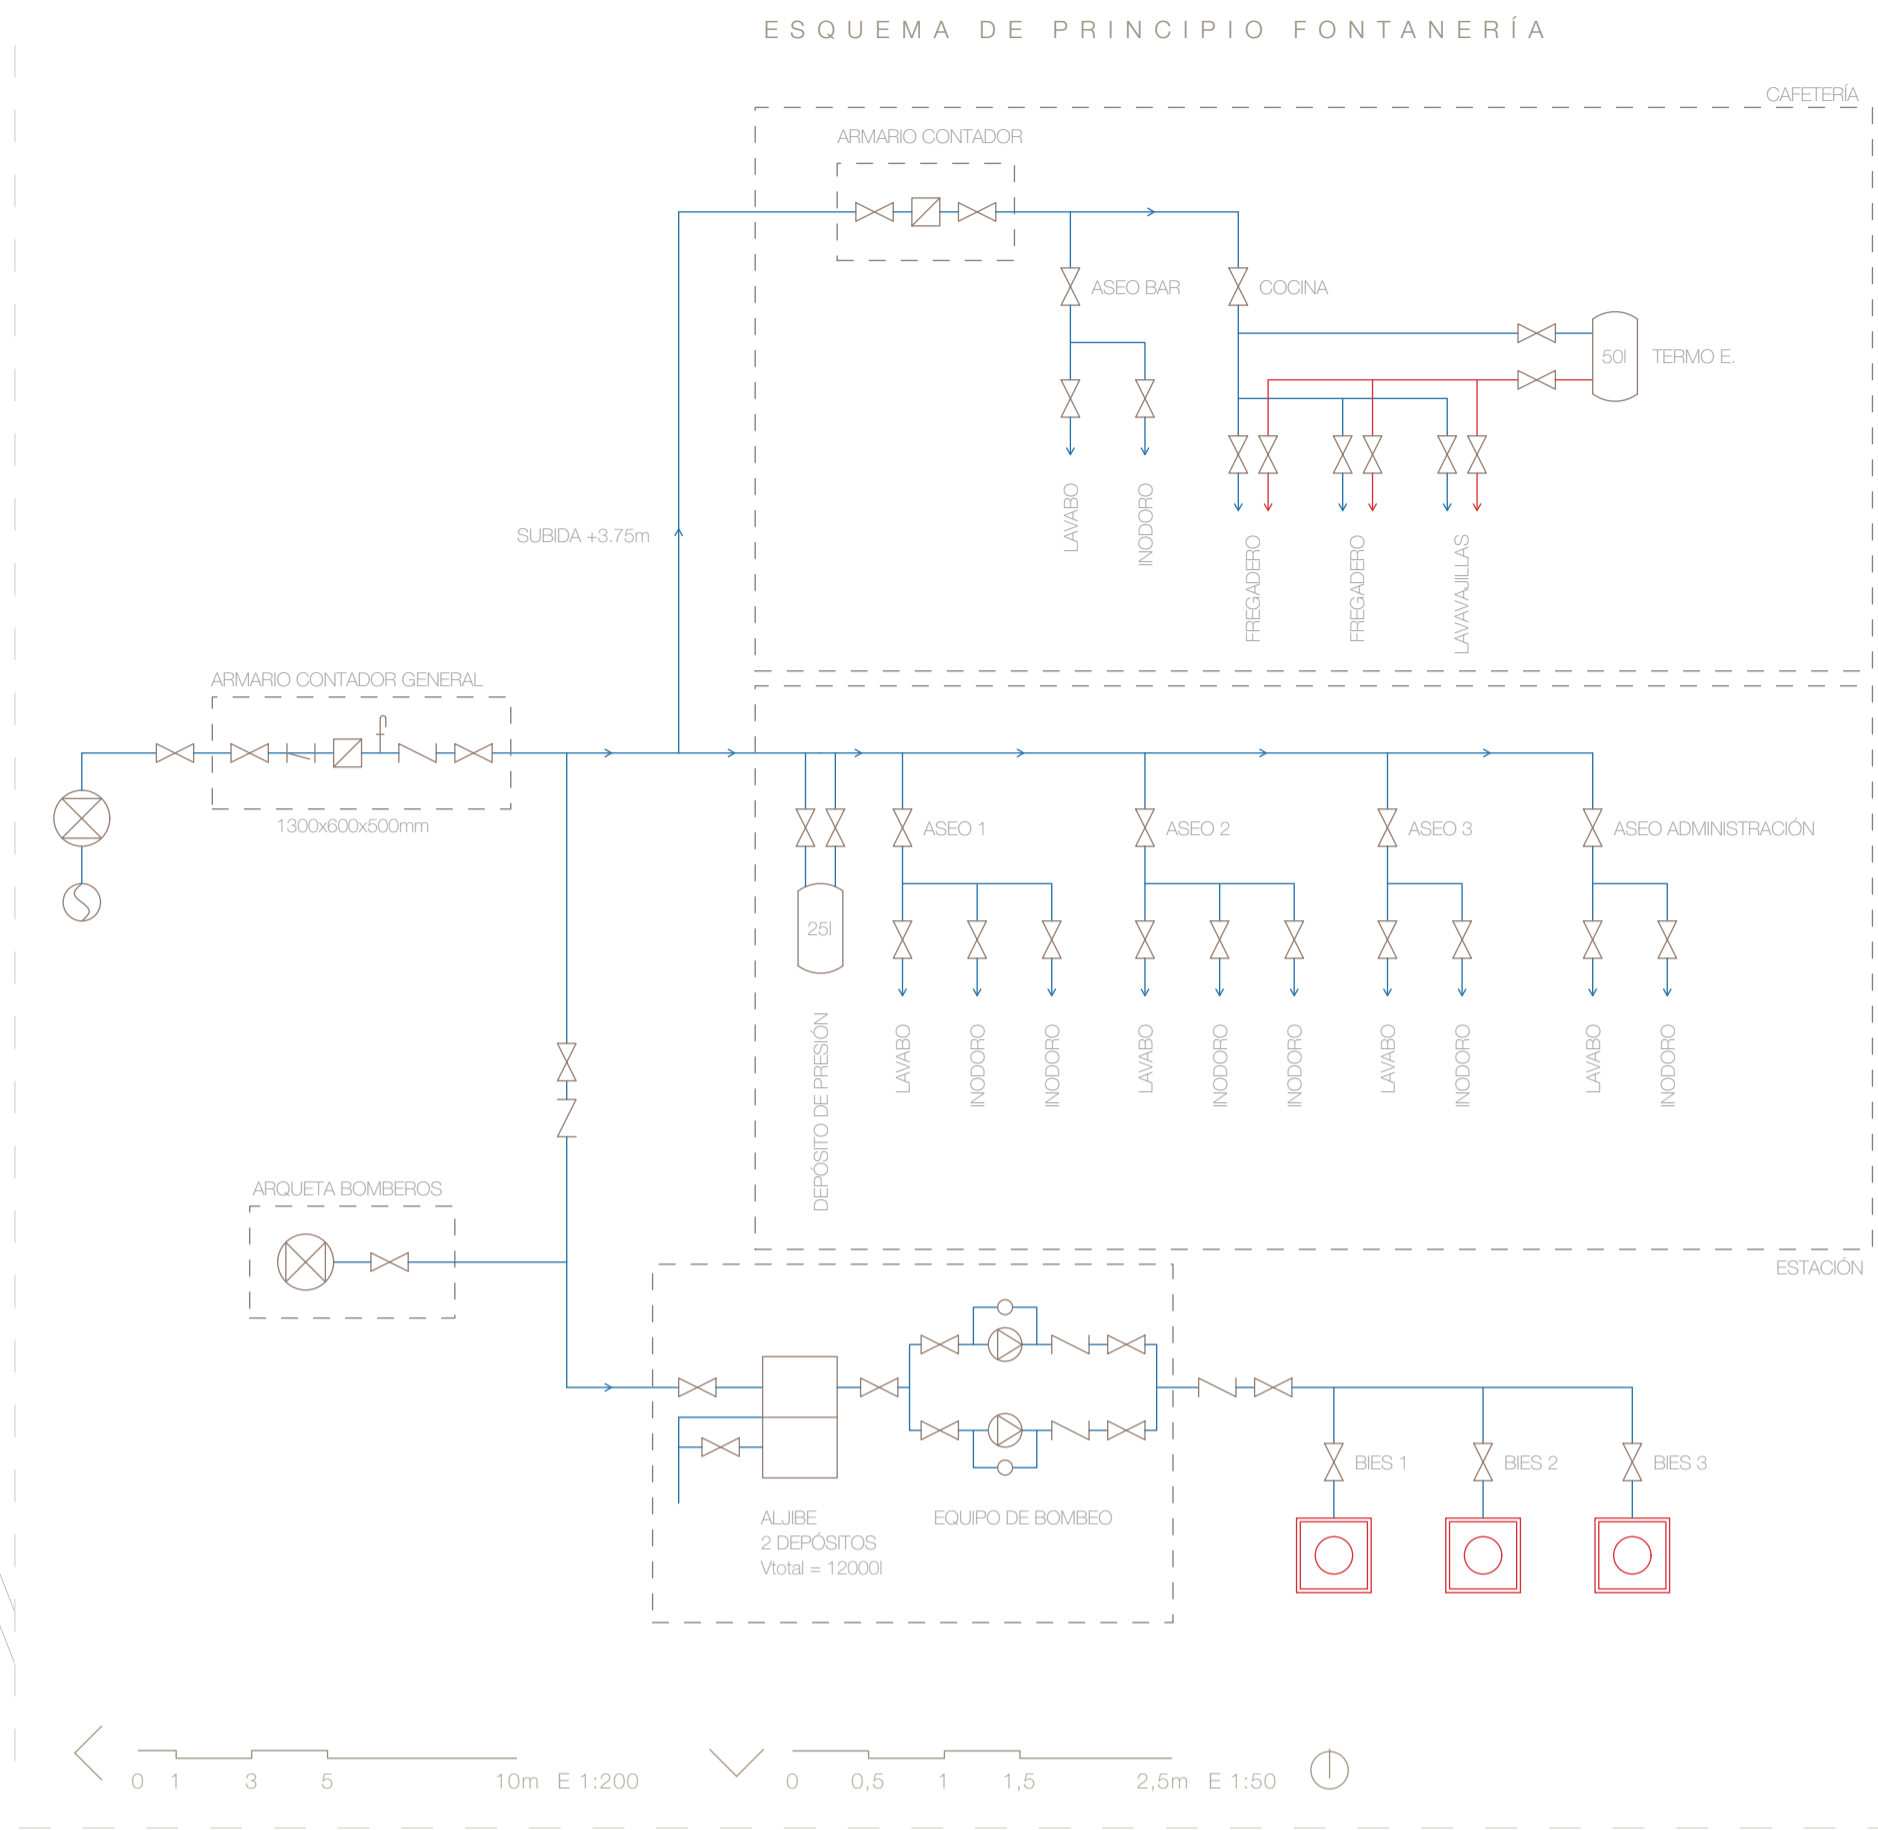 ESQUEMA DE PRINCIPIO FONTANERÍA
CAFETERÍA
ARMARIO CONTADOR
ASEO BAR
COCINA
50l
TERMO E.
LAVABO
INODORO
SUBIDA +3.75m
FREGADERO
FREGADERO
LAVAVAJILLAS
ARMARIO CONTADOR GENERAL
1300x600x500mm
ASEO 1
ASEO 2
ASEO 3
ASEO ADMINISTRACIÓN
25l
DEPÓSITO DE PRESIÓN
LAVABO
INODORO
INODORO
LAVABO
INODORO
INODORO
LAVABO
INODORO
LAVABO
INODORO
ARQUETA BOMBEROS
ESTACIÓN
BIES 1
BIES 2
BIES 3
ALJIBE
2 DEPÓSITOS
Vtotal = 12000l
EQUIPO DE BOMBEO
0 1 3 5 10m E 1:200
0 0,5 1 1,5 2,5m E 1:50